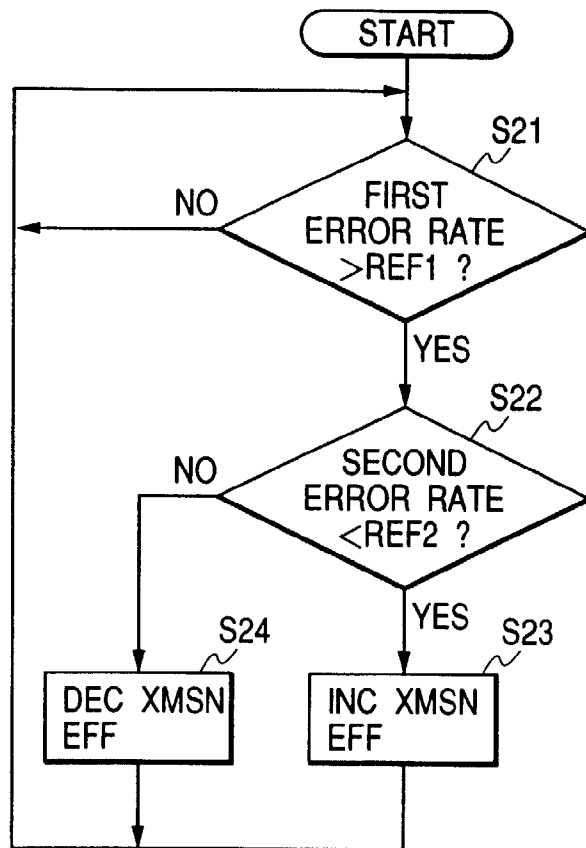 START
S21
FIRST
ERROR RATE
>REF1 ?
NO
YES
S22
SECOND
ERROR RATE
<REF2 ?
NO
YES
S24
DEC XMSN
EFF
S23
INC XMSN
EFF